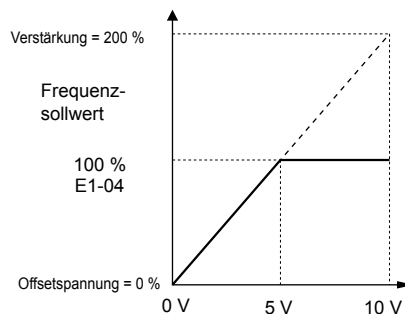 Verstärkung = 200 %
Frequenz-
sollwert
100 %
E1-04
Offsetspannung = 0 %
0 V
5 V
10 V